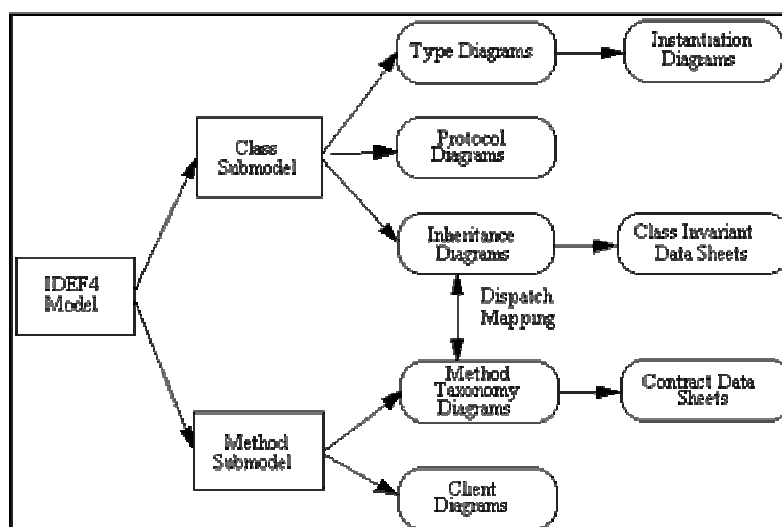 Type Diagrams
Instantiation
Diagrams
Class
Submodel
Protocol
Diagrams
Inheritance
Diagrams
Class Invariant
Data Sheets
IDEF4
Model
Dispatch
Mapping
Method
Taxonomy
Diagrams
Contract Data
Sheets
Method
Submodel
Client
Diagrams